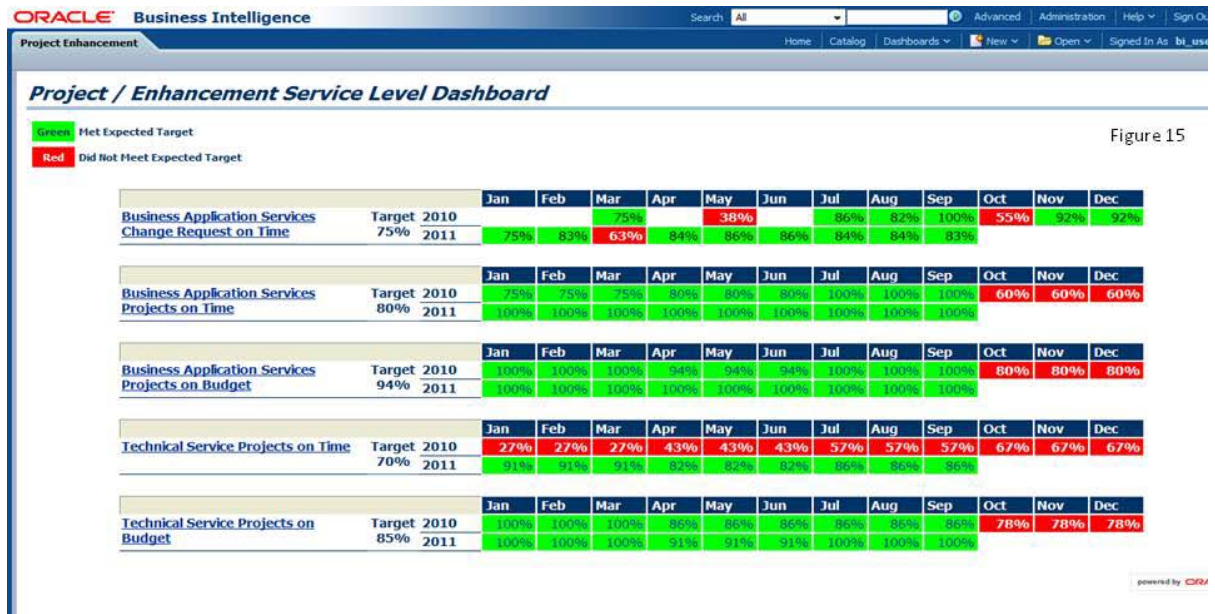 ORACLE Business Intelligence
Search All Advanced Administration Help Sign Ou
Project Enhancement Home Catalog Dashboards New Open Signed In As bi_use
Project / Enhancement Service Level Dashboard
Green Met Expected Target
Figure 15
Red Did Not Meet Expected Target
Jan Feb Mar Apr May Jun Jul Aug Sep Oct Nov Dec
Business Application Services Target 2010 75% 38% 86% 82% 100% 55% 92% 92%
Change Request on Time 75% 2011 75% 83% 63% 84% 86% 86% 84% 84% 83%
Jan Feb Mar Apr May Jun Jul Aug Sep Oct Nov Dec
Business Application Services Target 2010 75% 75% 75% 80% 80% 80% 100% 100% 100% 60% 60% 60%
Projects on Time 80% 2011 100% 100% 100% 100% 100% 100% 100% 100% 100%
Jan Feb Mar Apr May Jun Jul Aug Sep Oct Nov Dec
Business Application Services Target 2010 100% 100% 100% 94% 94% 94% 100% 100% 100% 80% 80% 80%
Projects on Budget 94% 2011 100% 100% 100% 100% 100% 100% 100% 100% 100%
Jan Feb Mar Apr May Jun Jul Aug Sep Oct Nov Dec
Technical Service Projects on Time Target 2010 27% 27% 27% 43% 43% 43% 57% 57% 57% 67% 67% 67%
70% 2011 91% 91% 91% 82% 82% 82% 86% 86% 86%
Jan Feb Mar Apr May Jun Jul Aug Sep Oct Nov Dec
Technical Service Projects on Target 2010 100% 100% 100% 86% 86% 86% 86% 86% 86% 78% 78% 78%
Budget 85% 2011 100% 100% 100% 91% 91% 91% 100% 100% 100%
powered by ORA